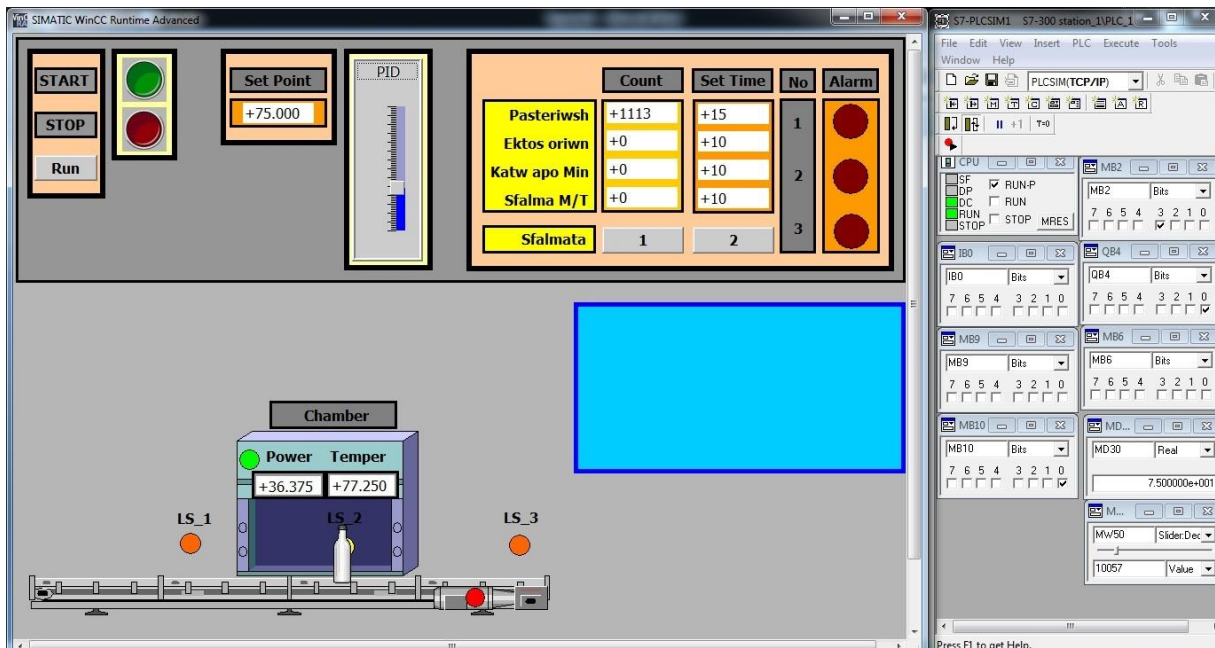 SIMATIC WinCC Runtime Advanced
START
STOP
Run
Set Point
+75.000
PID
Count
Set Time
No
Alarm
Pasteriwsh
+1113
+15
1
Ektos oriwn
+0
+10
Katw apo Min
+0
+10
2
Sfalma M/T
+0
+10
Sfalmata
1
2
3
Chamber
Power
Temper
+36.375
+77.250
LS_1
LS_2
LS_3
S7-PLCSIM1 S7-300 station_1\PLC_1
File Edit View Insert PLC Execute Tools
Window Help
PLCSIM(TCP/IP)
+1
T=0
CPU
SF
DP
DC
RUN
STOP
RUN-P
RUN
STOP
MRES
MB2
MB2
Bits
7 6 5 4 3 2 1 0
IB0
IB0
Bits
7 6 5 4 3 2 1 0
QB4
QB4
Bits
7 6 5 4 3 2 1 0
MB9
MB9
Bits
7 6 5 4 3 2 1 0
MB6
MB6
Bits
7 6 5 4 3 2 1 0
MB10
MB10
Bits
7 6 5 4 3 2 1 0
MD...
MD30
Real
7.500000e+001
M...
MW50
Slider:Dec
10057
Value
Press F1 to get Help.